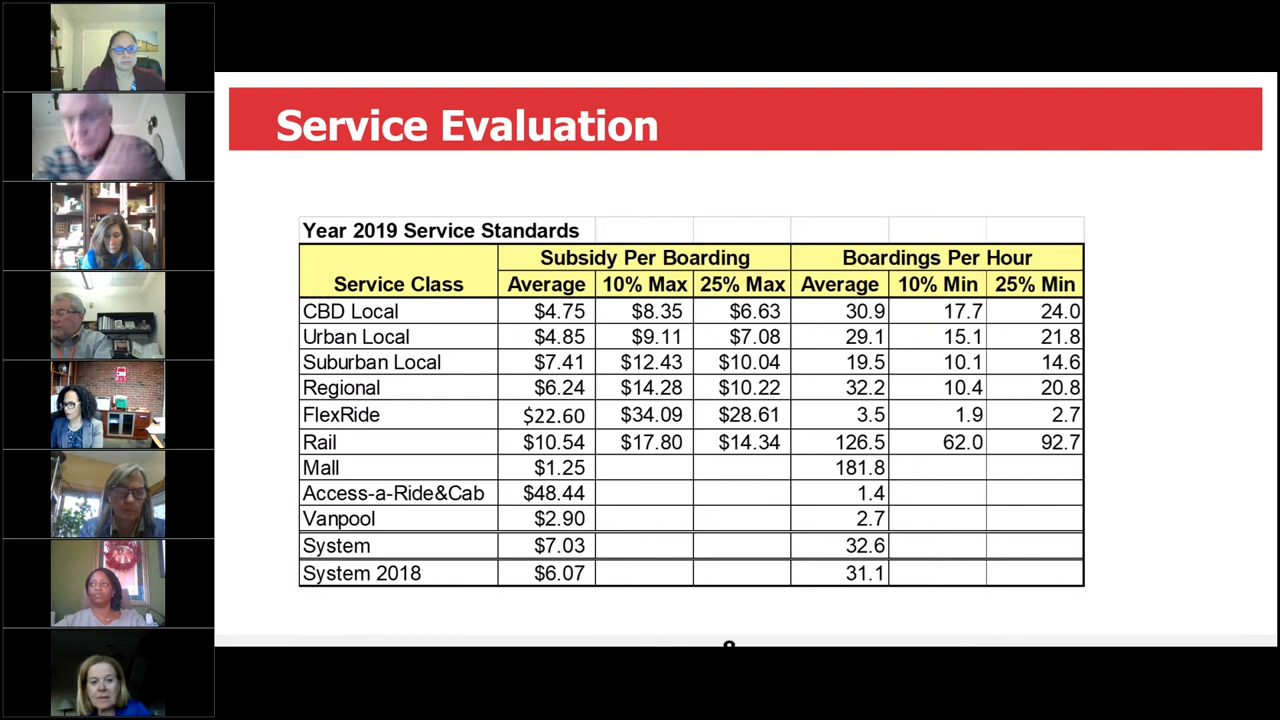 Service Evaluation
Year 2019 Service Standards
Subsidy Per Boarding Boardings Per Hour
Service Class Average 10% Max 25% Max Average 10% Min 25% Min
CBD Local $4.75 $8.35 $6.63 30.9 17.7 24.0
Urban Local $4.85 $9.11 $7.08 29.1 15.1 21.8
Suburban Local $7.41 $12.43 $10.04 19.5 10.1 14.6
Regional $6.24 $14.28 $10.22 32.2 10.4 20.8
FlexRide $22.60 $34.09 $28.61 3.5 1.9 2.7
Rail $10.54 $17.80 $14.34 126.5 62.0 92.7
Mall $1.25 181.8
Access-a-Ride&Cab $48.44 1.4
Vanpool $2.90 2.7
System $7.03 32.6
System 2018 $6.07 31.1